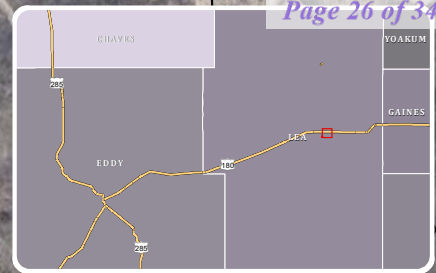 Page 26 of 34
CHAVES
YOAKUM
285
GAINES
LEA
EDDY
180
285